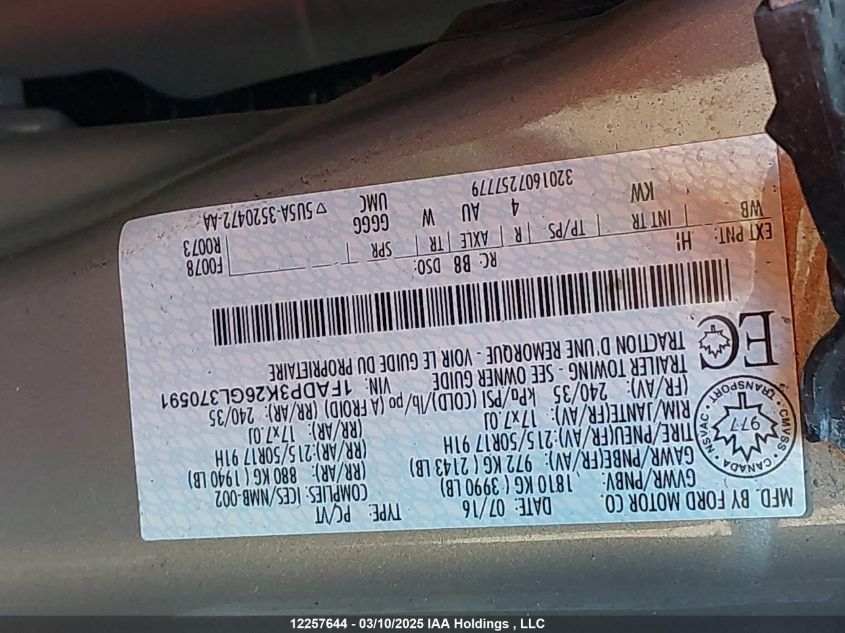 MFD. BY FORD MOTOR CO.
DATE: 07/16 TYPE: PC/VT
GVWR/PNBV: 1810 KG ( 3990 LB) COMPLIES: (CES/NMB-002
GAWR/PNBE(FR/AV): 972 KG ( 2143 LB) (RR/AR): 880 KG ( 1940 LB)
TIRE/PNEU(FR/AV):215/50R17 91H (RR/AR):215/50R17 91H
RIM/JANTE(FR/AV): 17x7.0J (RR/AR): 17x7.0J
(FR/AV): 240/35 kPa/PSI (COLD)/lb/po (A FROID) (RR/AR): 240/35
TRAILER TOWING - SEE OWNER GUIDE VIN: 1FADP3K26GL370591
TRACTION D'UNE REMORQUE - VOIR LE GUIDE DU PROPRIETAIRE
TRANSPORT CANADA NSVAC CMVSS
977
EC
EXT PNT: HI RC: B8 DSO: F0078
R0073
WB | INT TR | TP/PS | R | AXLE | TR | SPR
KW 4 AU W GGGG
UMC
3201607257779 ▽5U5A-3520472-AA
12257644 - 03/10/2025 IAA Holdings , LLC